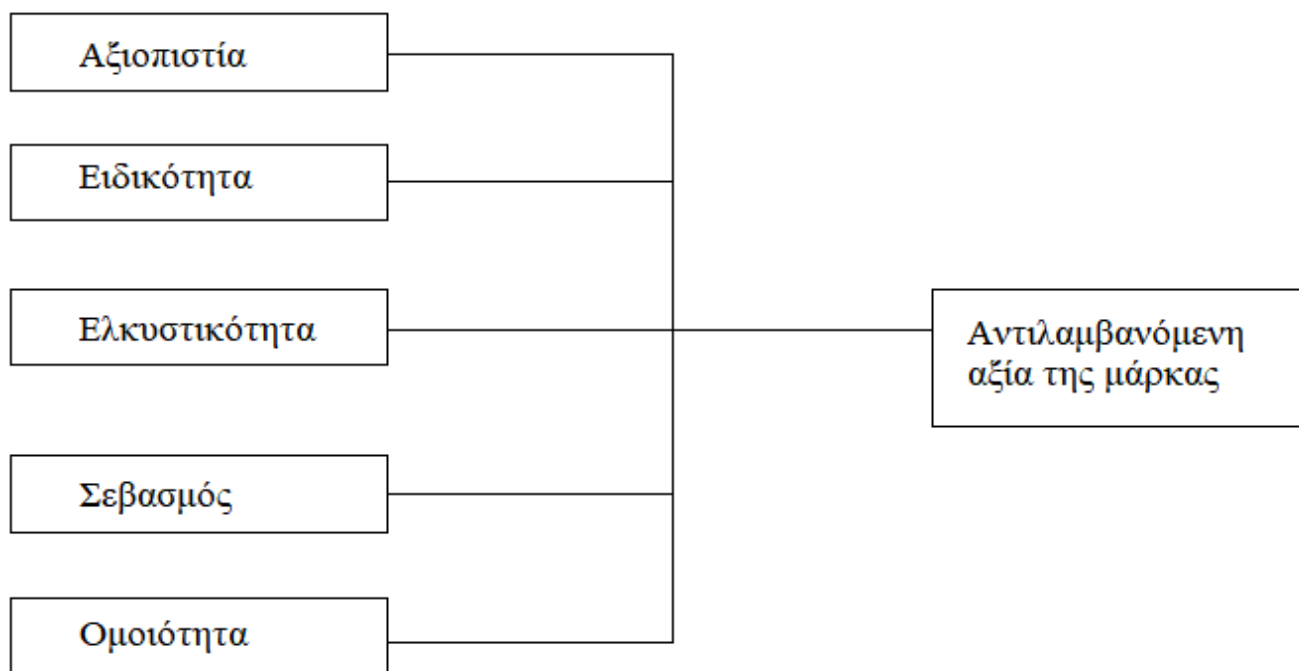 Αξιοπιστία
Ειδικότητα
Ελκυστικότητα
Αντιλαμβανόμενη
αξία της μάρκας
Σεβασμός
Ομοιότητα